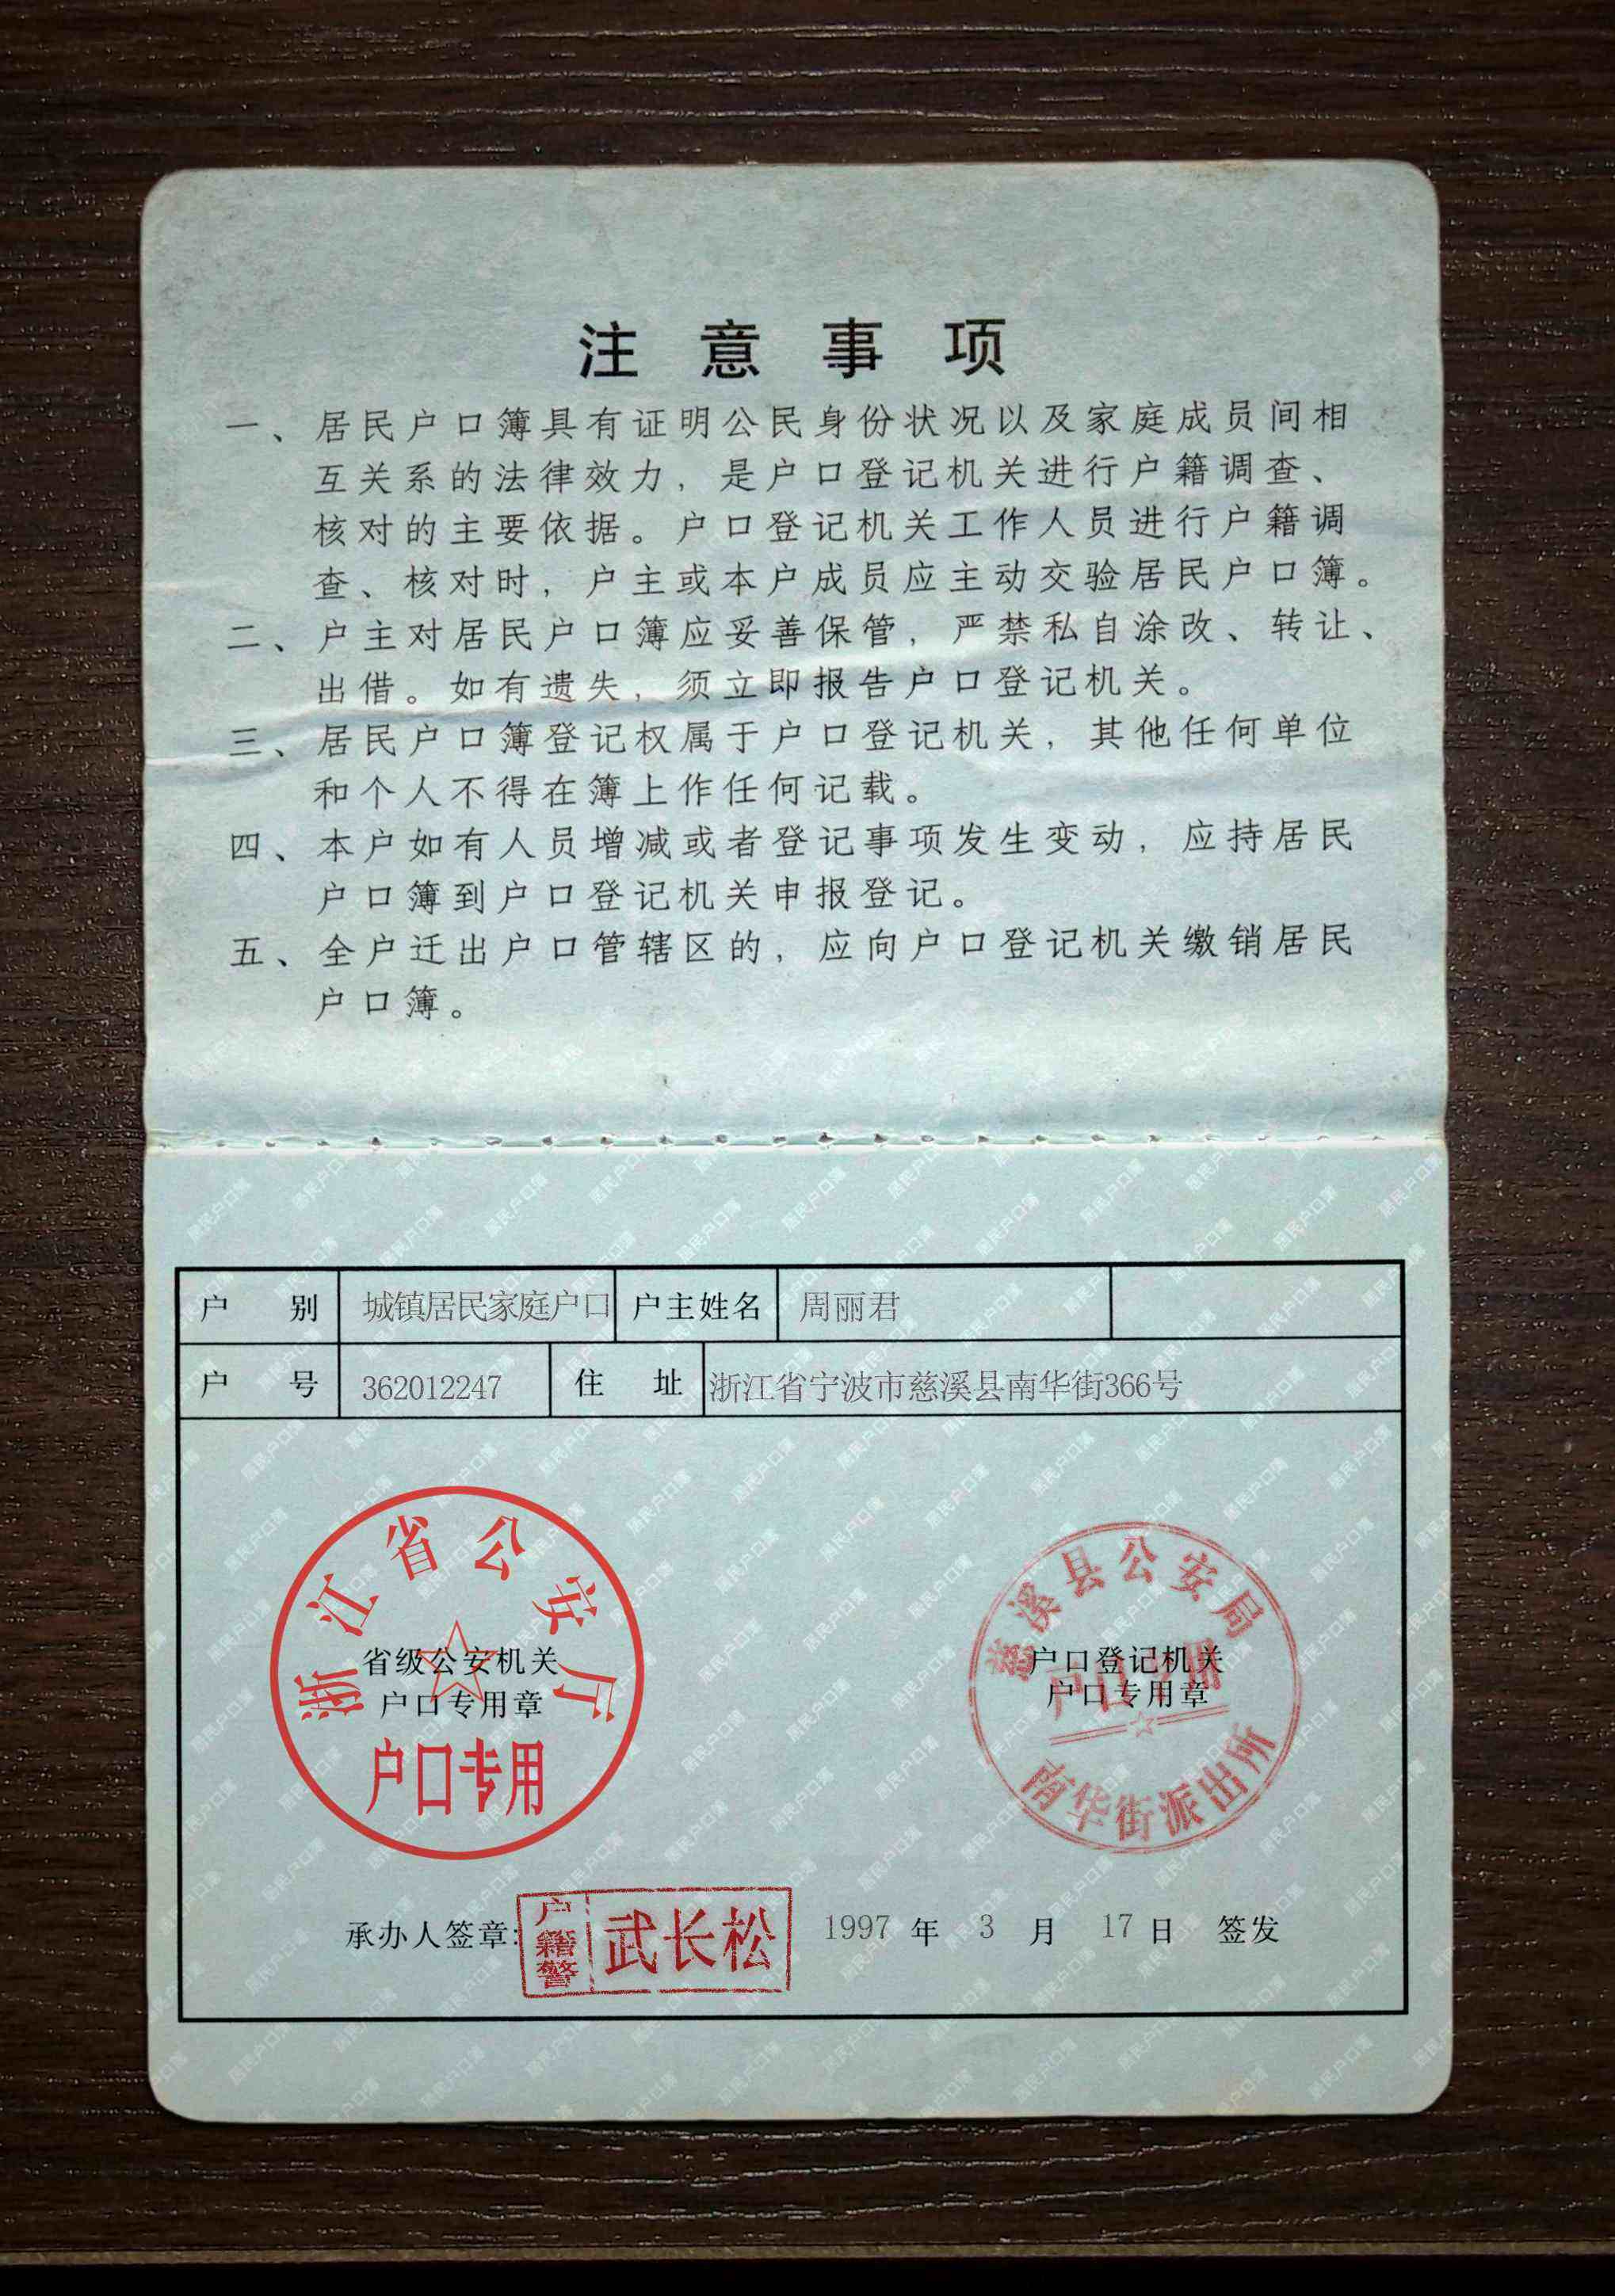 注意事项
一、居民户口簿具有证明公民身份状况以及家庭成员间相
互关系的法律效力，是户口登记机关进行户籍调查、
核对的主要依据。户口登记机关工作人员进行户籍调
查、核对时，户主或本户成员应主动交验居民户口簿。
二、户主对居民户口簿应妥善保管，严禁私自涂改、转让、
出借。如有遗失，须立即报告户口登记机关。
三、居民户口簿登记权属于户口登记机关，其他任何单位
和个人不得在簿上作任何记载。
四、本户如有人员增减或者登记事项发生变动，应持居民
户口簿到户口登记机关申报登记。
五、全户迁出户口管辖区的，应向户口登记机关缴销居民
户口簿。
户别 城镇居民家庭户口 户主姓名 周丽君
户号 362012247 住址 浙江省宁波市慈溪县南华街366号
浙江省公安厅
省级公安机关
户口专用章
户口专用
慈溪县公安局
户口登记机关
户口专用章
南华街派出所
承办人签章: 户籍警 武长松 1997 年 3 月 17 日 签发
居民户口簿